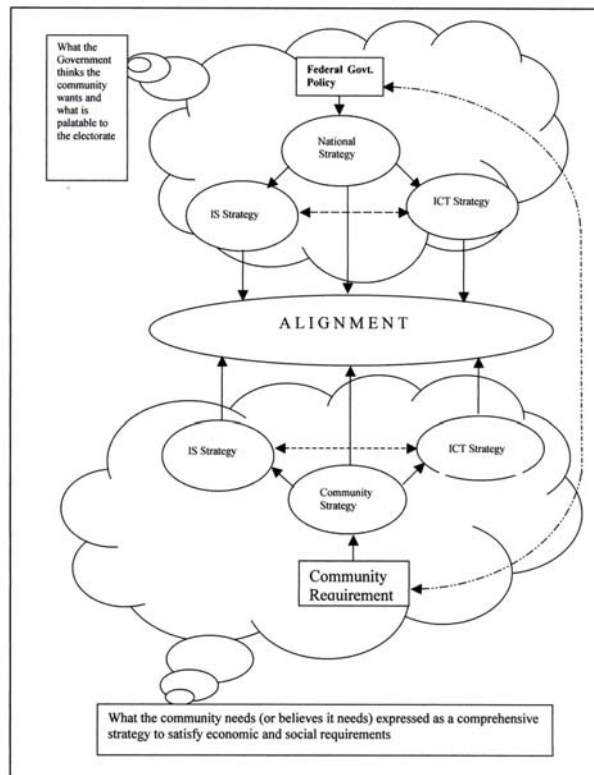 What the
Government
thinks the
community
wants and
what is
palatable to
the electorate
Federal Govt.
Policy
National
Strategy
IS Strategy
ICT Strategy
ALIGNMENT
IS Strategy
ICT Strategy
Community
Strategy
Community
Requirement
What the community needs (or believes it needs) expressed as a comprehensive
strategy to satisfy economic and social requirements